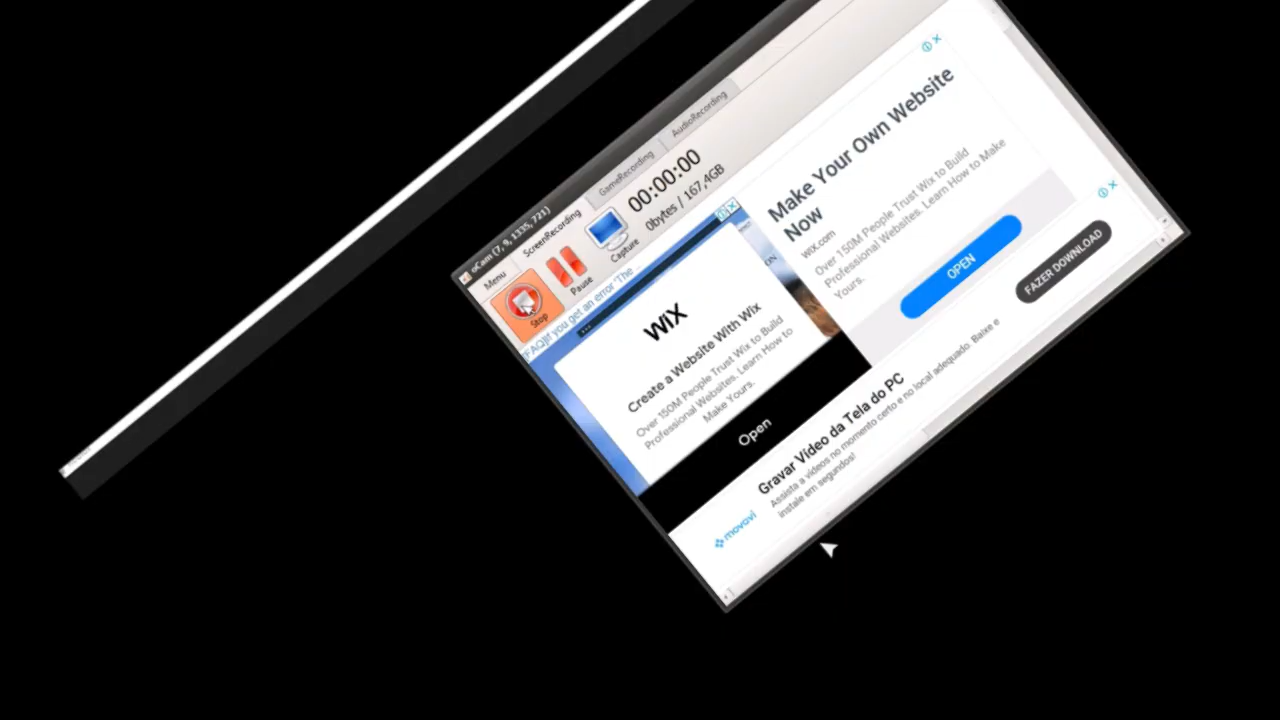 oCam (7, 9, 1335, 721)
Menu
ScreenRecording
GameRecording
AudioRecording
Stop
Pause
Capture
00:00:00
0bytes / 167,4GB
[FAQ]If you get an error "The ...
WIX
Create a Website With Wix
Over 150M People Trust Wix to Build
Professional Websites. Learn How to
Make Yours.
Open
Make Your Own Website
Now
wix.com
Over 150M People Trust Wix to Build
Professional Websites. Learn How to Make
Yours.
OPEN
movavi
Gravar Vídeo da Tela do PC
Assista a vídeos no momento certo e no local adequado. Baixe e
instale em segundos!
FAZER DOWNLOAD